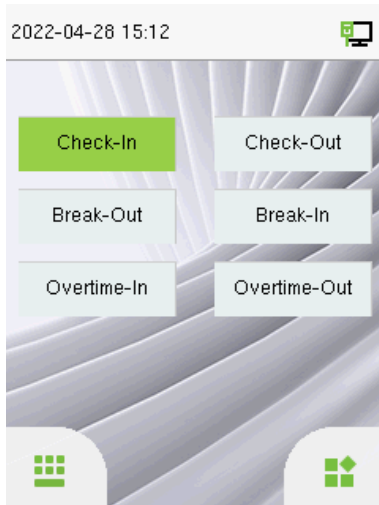 2022-04-28 15:12
Check-In
Check-Out
Break-Out
Break-In
Overtime-In
Overtime-Out